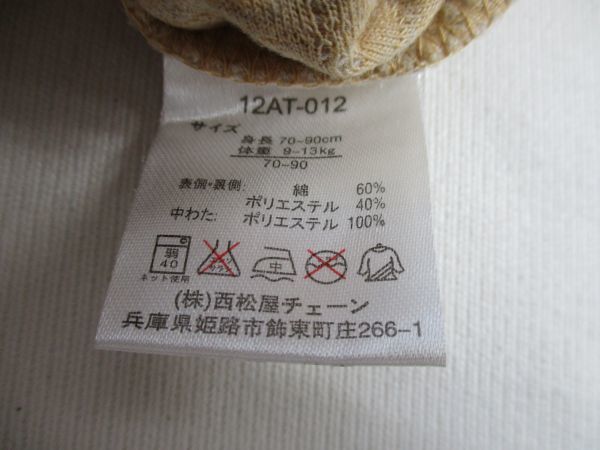 12AT-012
サイズ
身長 70~90cm
体重 9-13kg
70-90
表側・裏側: 綿 60%
ポリエステル 40%
中わた: ポリエステル 100%
弱
40
中
ネット使用
(株)西松屋チェーン
兵庫県姫路市飾東町庄266-1